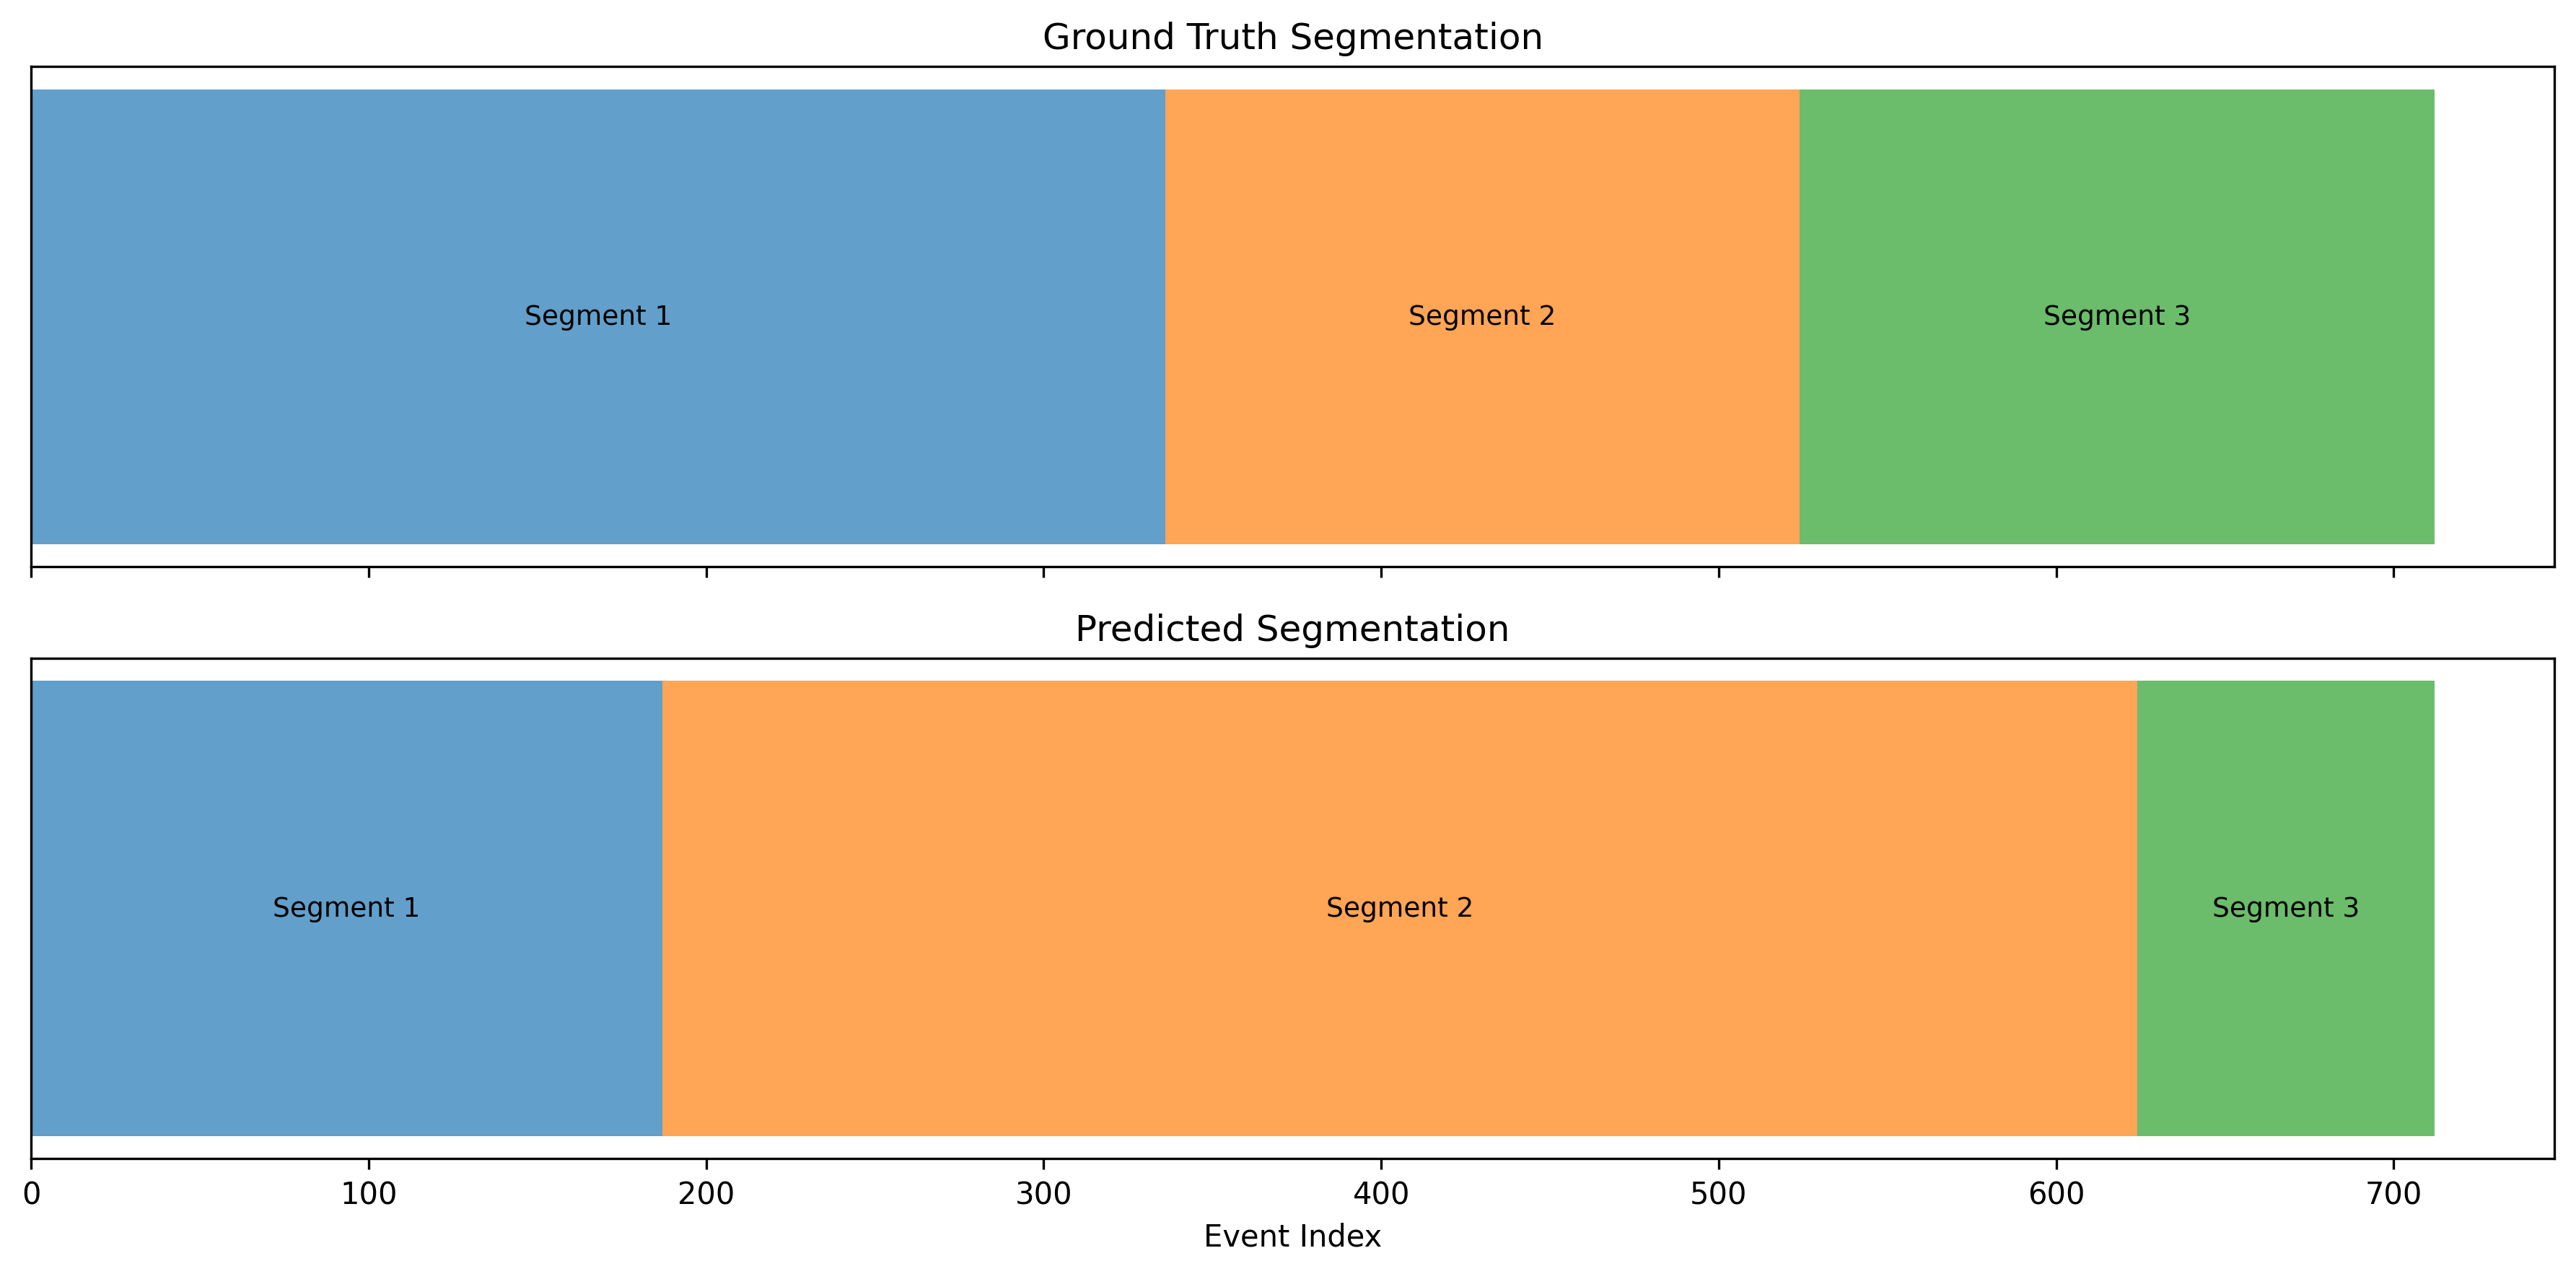 Ground Truth Segmentation
Segment 1
Segment 2
Segment 3
Predicted Segmentation
Segment 1
Segment 2
Segment 3
0 100 200 300 400 500 600 700
Event Index